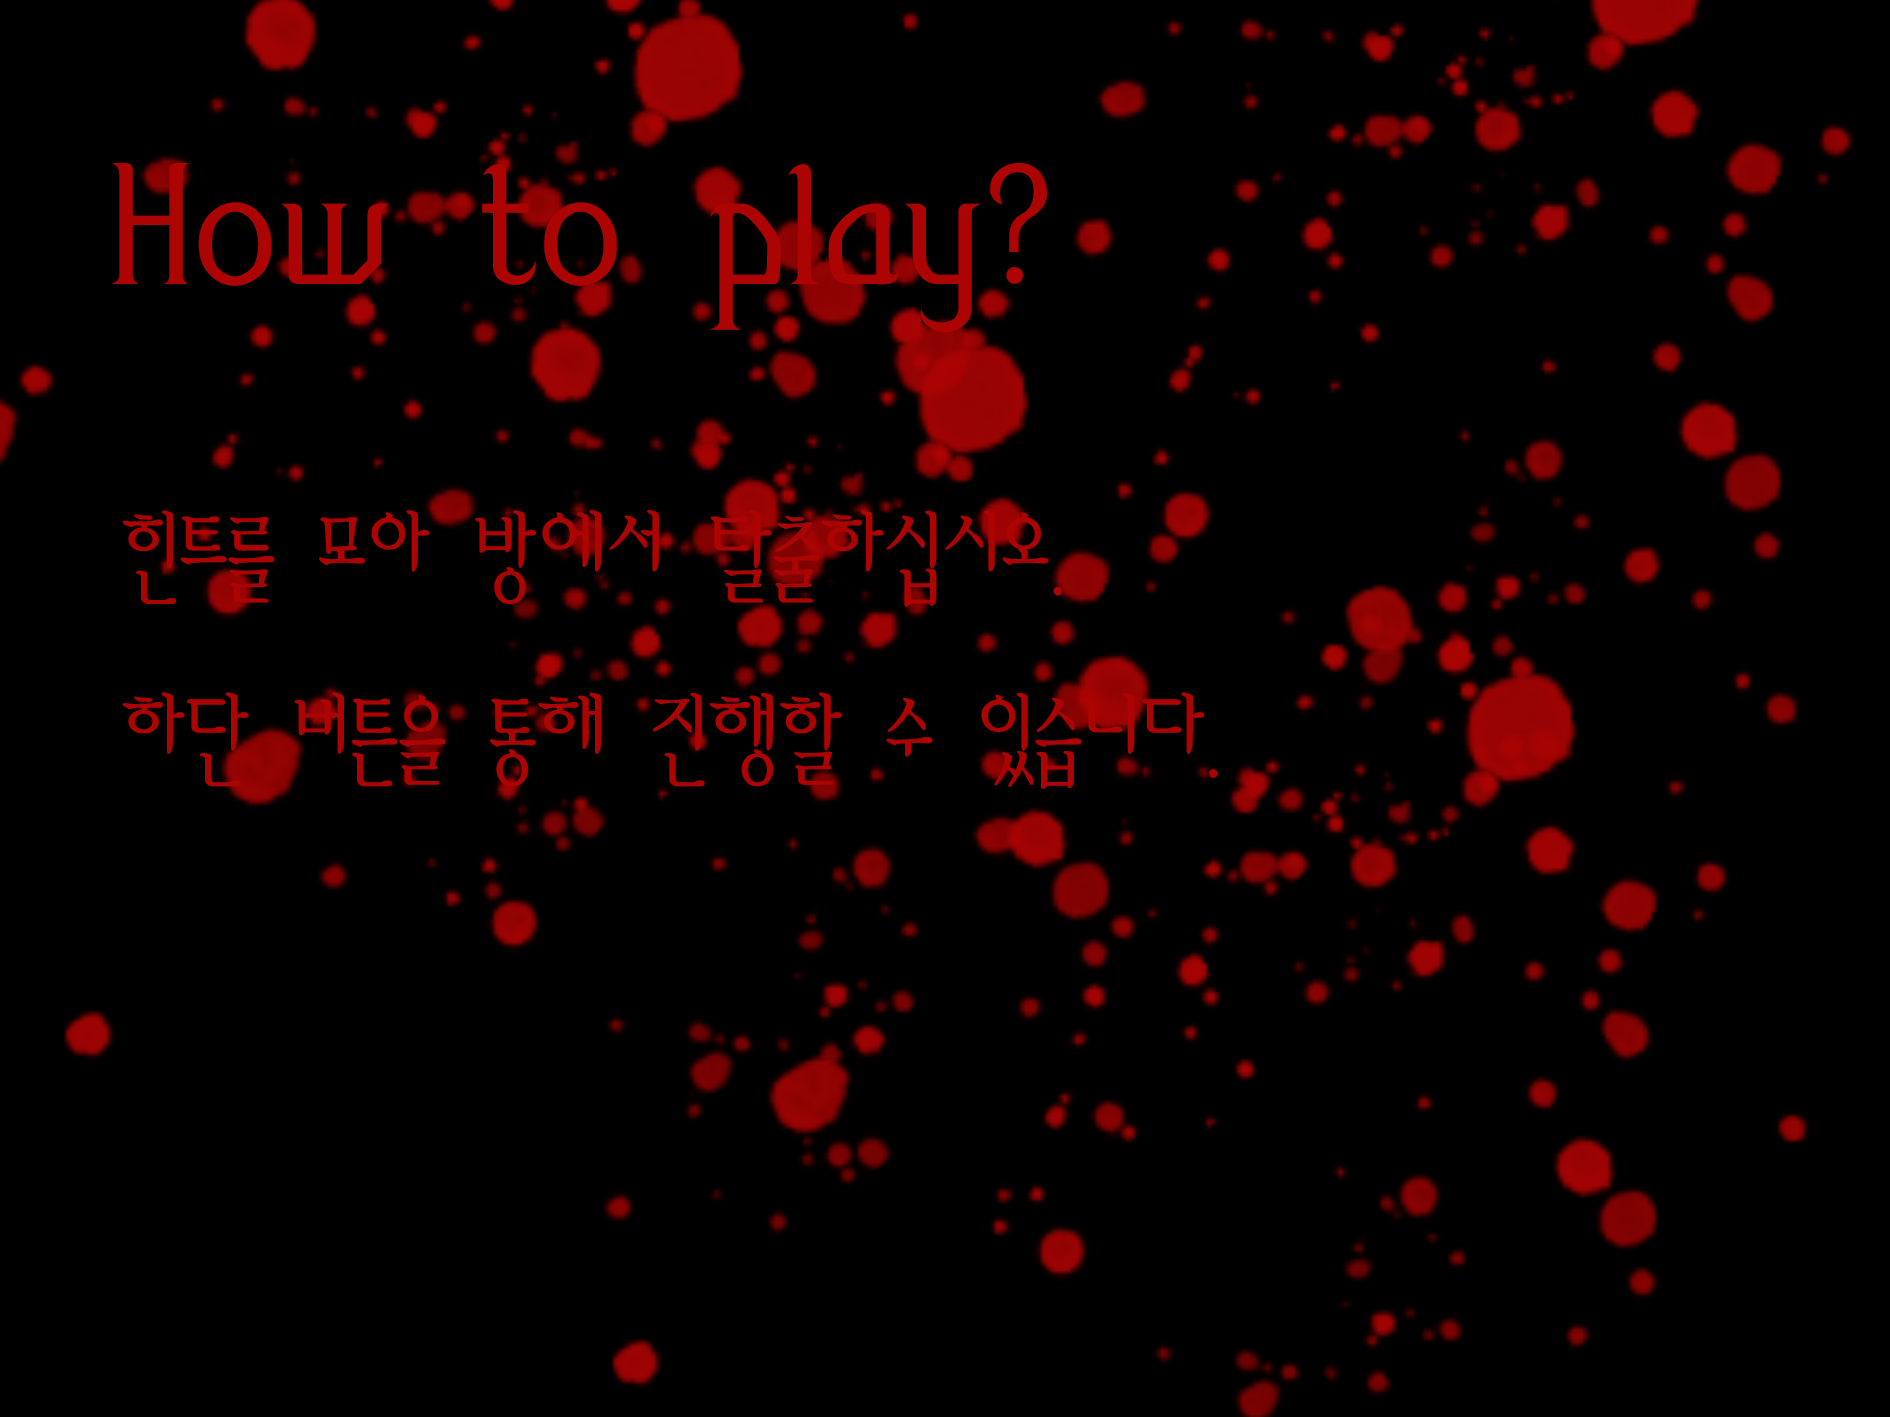 How to play?
힌트를 모아 방에서 탈출하십시오.
하단 버튼을 통해 진행할 수 있습니다.